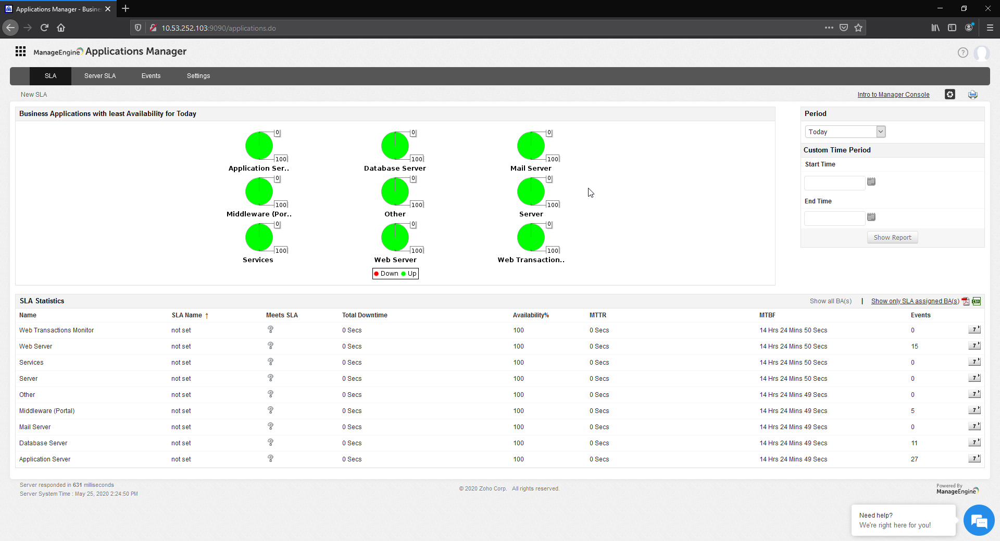 Applications Manager - Busine
10.53.252.103:9090/applications.do
ManageEngine Applications Manager
SLA Server SLA Events Settings
New SLA Intro to Manager Console
Business Applications with least Availability for Today
0 0 0
100 100 100
Application Ser.. Database Server Mail Server
0 0 0
100 100 100
Middleware (Por.. Other Server
0 0 0
100 100 100
Services Web Server Web Transaction..
Down Up
Period
Today
Custom Time Period
Start Time
End Time
Show Report
SLA Statistics Show all BA(s) | Show only SLA assigned BA(s) CSV
Name SLA Name ↑ Meets SLA Total Downtime Availability% MTTR MTBF Events
Web Transactions Monitor not set ? 0 Secs 100 0 Secs 14 Hrs 24 Mins 50 Secs 0 7
Web Server not set ? 0 Secs 100 0 Secs 14 Hrs 24 Mins 50 Secs 15 7
Services not set ? 0 Secs 100 0 Secs 14 Hrs 24 Mins 50 Secs 0 7
Server not set ? 0 Secs 100 0 Secs 14 Hrs 24 Mins 50 Secs 0 7
Other not set ? 0 Secs 100 0 Secs 14 Hrs 24 Mins 49 Secs 0 7
Middleware (Portal) not set ? 0 Secs 100 0 Secs 14 Hrs 24 Mins 49 Secs 5 7
Mail Server not set ? 0 Secs 100 0 Secs 14 Hrs 24 Mins 49 Secs 0 7
Database Server not set ? 0 Secs 100 0 Secs 14 Hrs 24 Mins 49 Secs 11 7
Application Server not set ? 0 Secs 100 0 Secs 14 Hrs 24 Mins 49 Secs 27 7
Server responded in 631 milliseconds
Server System Time : May 25, 2020 2:24:50 PM
© 2020 Zoho Corp. All rights reserved.
Powered By
ManageEngine
Need help?
We're right here for you!